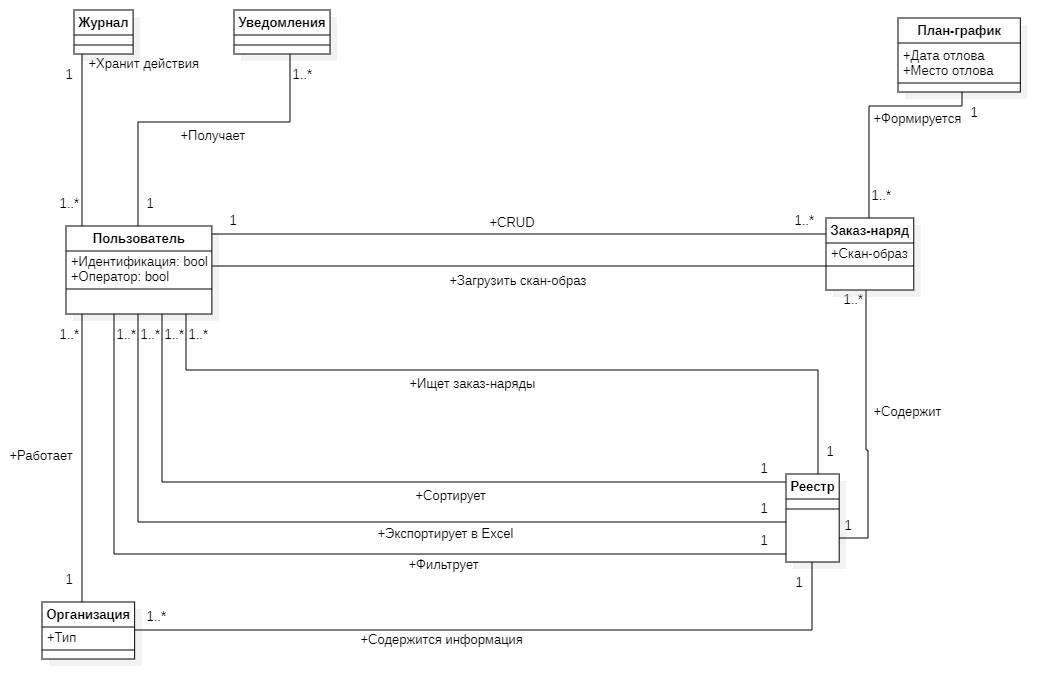 Журнал
Уведомления
План-график
+Дата отлова
+Место отлова
+Хранит действия
1
1..*
+Формируется
1
+Получает
1..*
1
1..*
1
+CRUD
1..*
Пользователь
Заказ-наряд
+Идентификация: bool
+Оператор: bool
+Скан-образ
+Загрузить скан-образ
1..*
1..*
1..*
1..*
1..*
1..*
+Ищет заказ-наряды
+Содержит
+Работает
1
1
+Сортирует
Реестр
1
+Экспортирует в Excel
1
1
+Фильтрует
1
1
Организация
1..*
+Тип
+Содержится информация